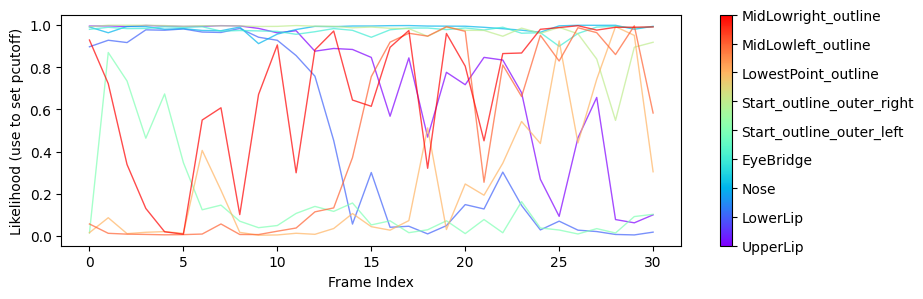 Likelihood (use to set pcutoff)
1.0
0.8
0.6
0.4
0.2
0.0
0 5 10 15 20 25 30
Frame Index
MidLowright_outline
MidLowleft_outline
LowestPoint_outline
Start_outline_outer_right
Start_outline_outer_left
EyeBridge
Nose
LowerLip
UpperLip